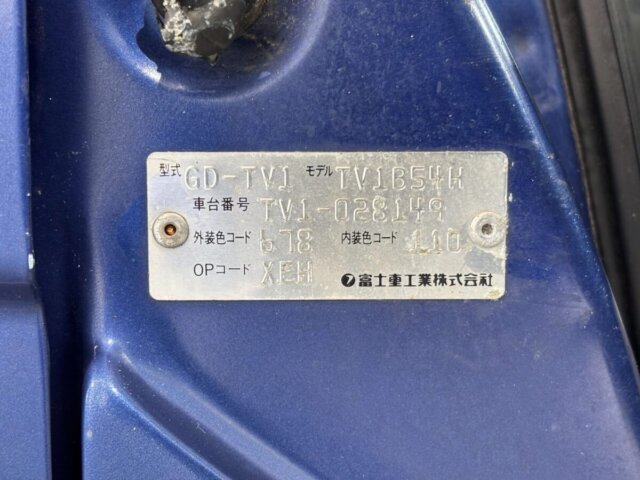 型式 GD-TV1 モデル TV1B54H
車台番号 TV1-028149
外装色コード 678 内装色コード 110
OPコード XEH 富士重工業株式会社